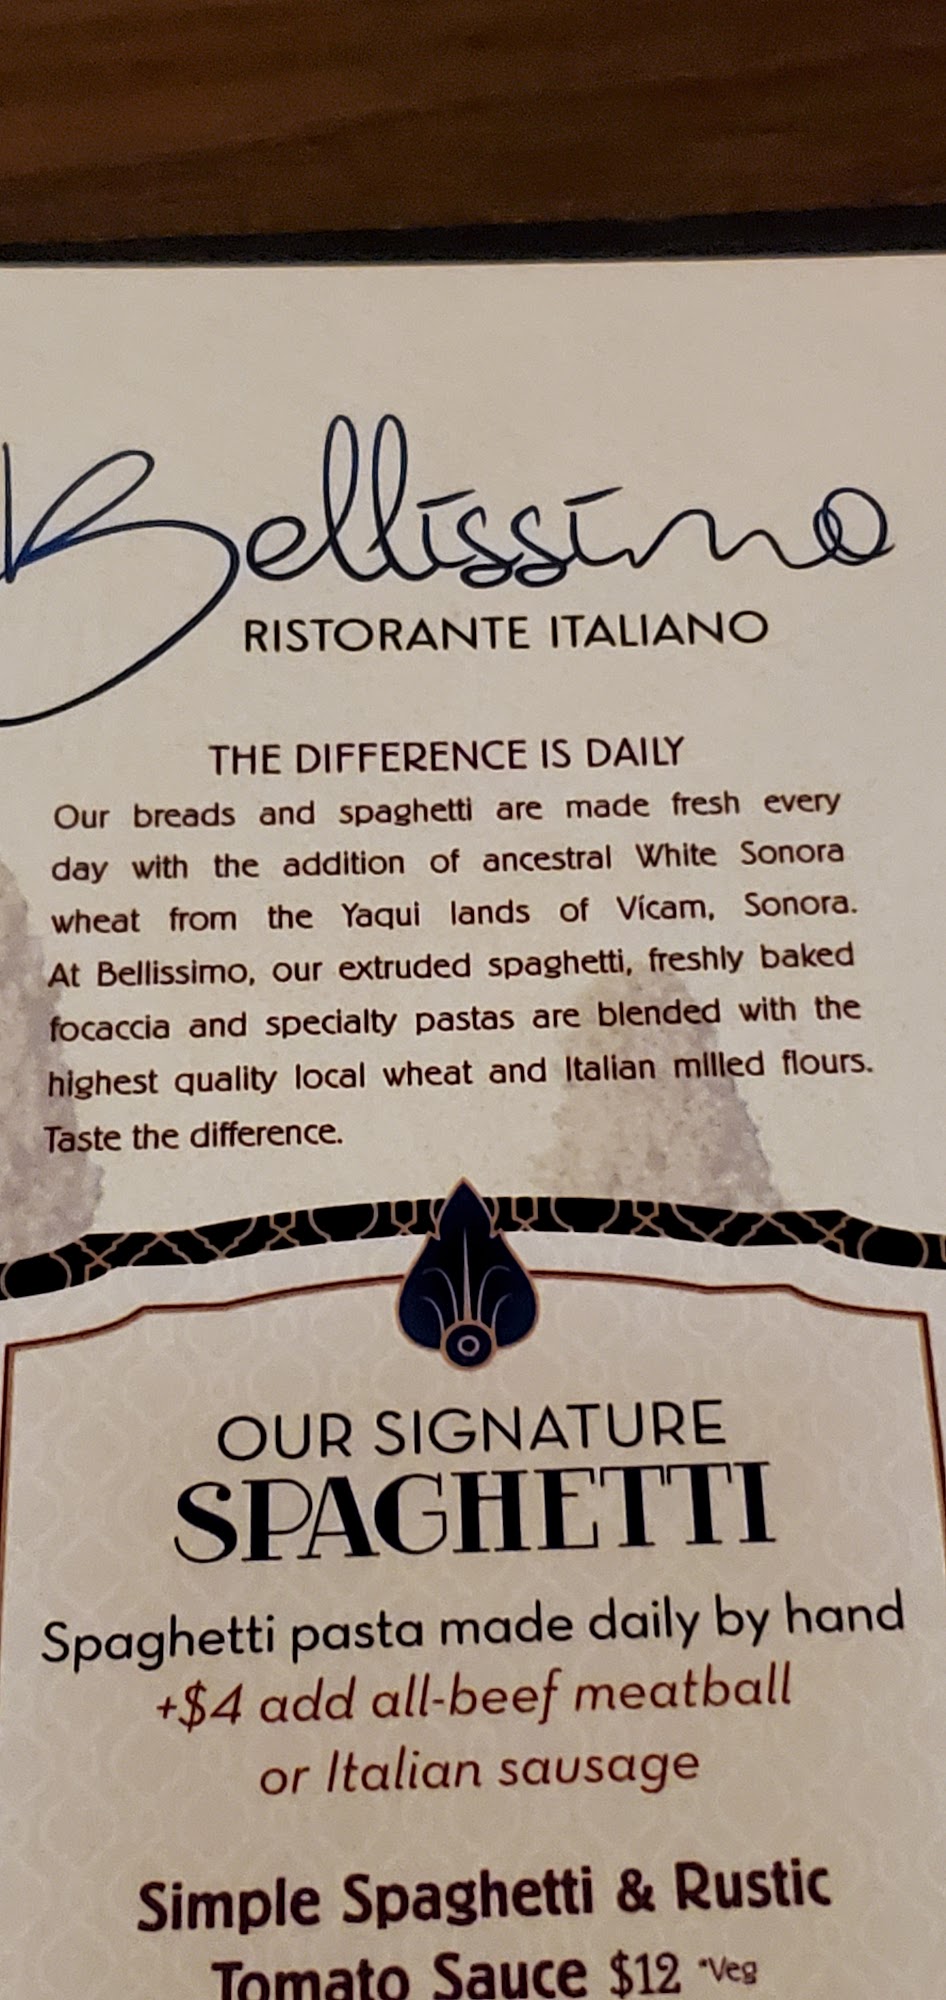 Bellissimo
RISTORANTE ITALIANO
THE DIFFERENCE IS DAILY
Our breads and spaghetti are made fresh every
day with the addition of ancestral White Sonora
wheat from the Yaqui lands of Vícam, Sonora.
At Bellissimo, our extruded spaghetti, freshly baked
focaccia and specialty pastas are blended with the
highest quality local wheat and Italian milled flours.
Taste the difference.
OUR SIGNATURE
SPAGHETTI
Spaghetti pasta made daily by hand
+$4 add all-beef meatball
or Italian sausage
Simple Spaghetti & Rustic
Tomato Sauce $12 *Veg